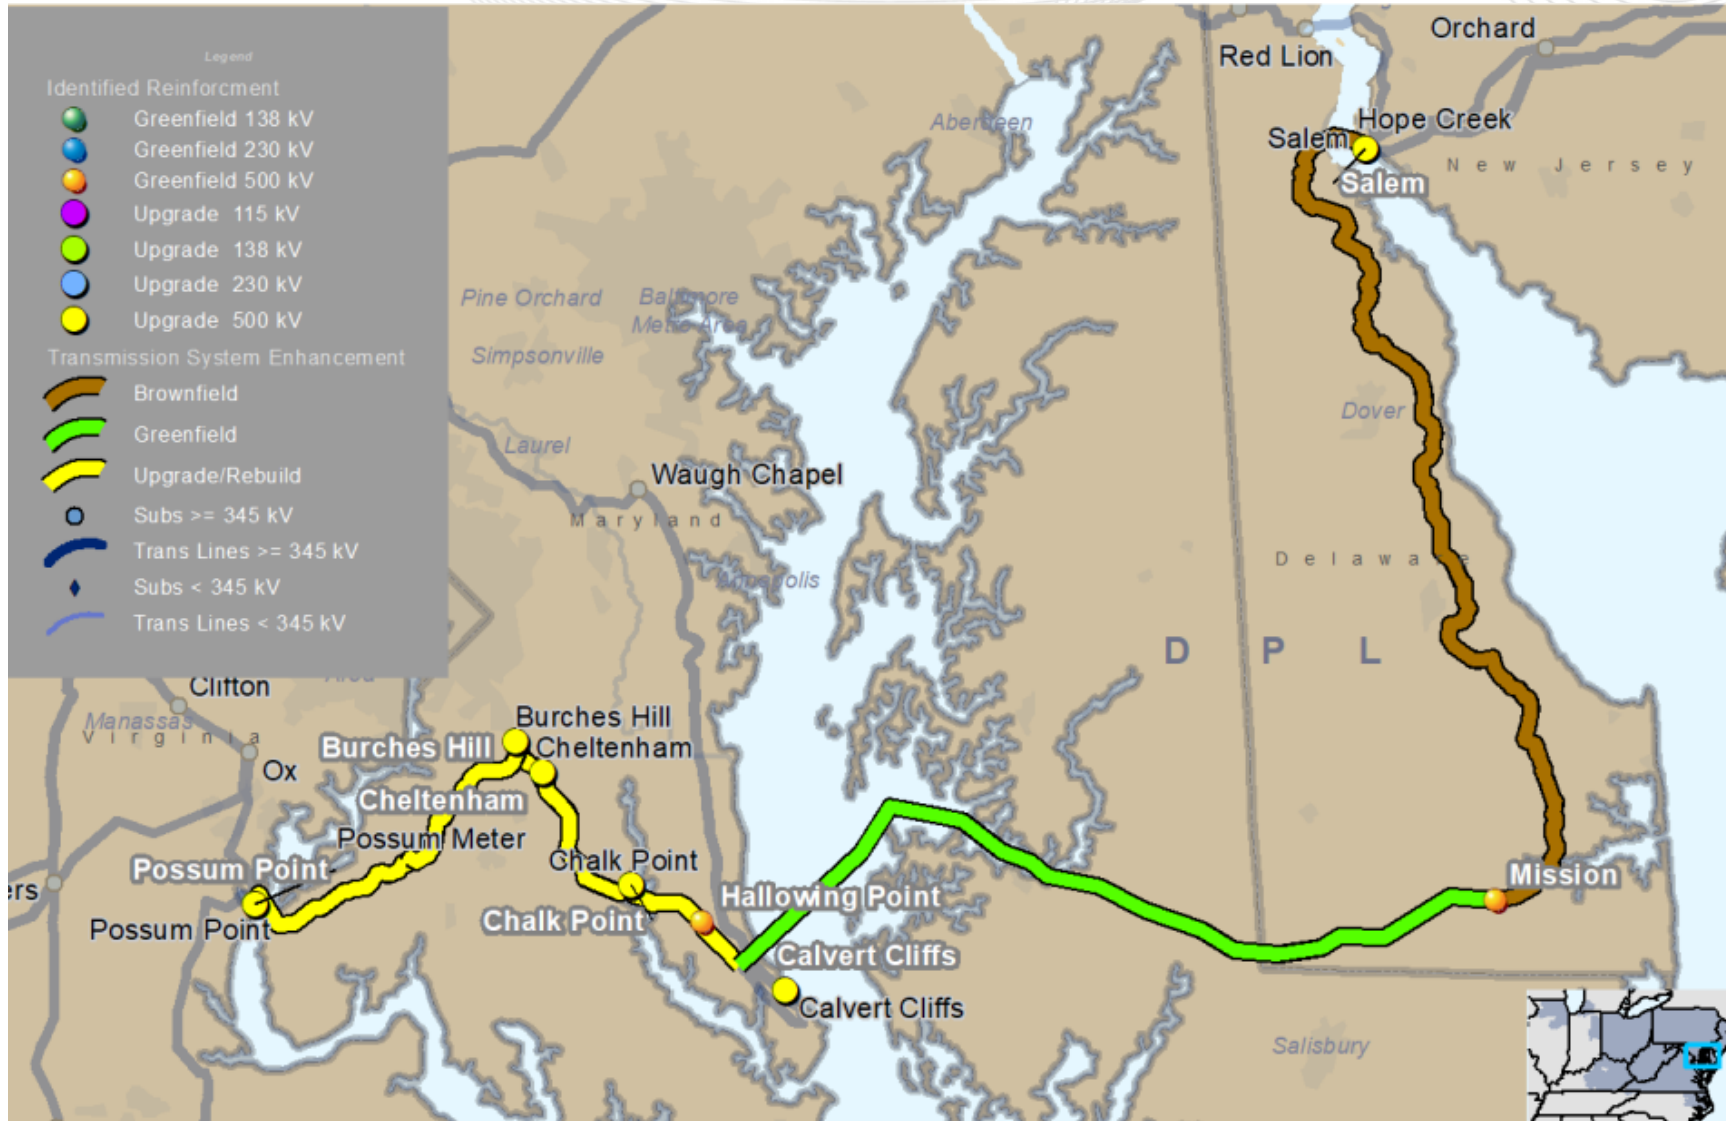 Legend
Identified Reinforcment
Greenfield 138 kV
Greenfield 230 kV
Greenfield 500 kV
Upgrade 115 kV
Upgrade 138 kV
Upgrade 230 kV
Upgrade 500 kV
Transmission System Enhancement
Brownfield
Greenfield
Upgrade/Rebuild
Subs >= 345 kV
Trans Lines >= 345 kV
Subs < 345 kV
Trans Lines < 345 kV
Orchard
Red Lion
Hope Creek
Salem
Salem
New Jersey
Aberdeen
Pine Orchard
Baltimore
Metro Area
Simpsonville
Dover
Laurel
Waugh Chapel
Maryland
Annapolis
Delaware
D P L
Area
Clifton
Manassas
Virginia
Ox
Burches Hill
Burches Hill
Cheltenham
Cheltenham
Possum Meter
Possum Point
Possum Point
ers
Chalk Point
Chalk Point
Hallowing Point
Mission
Calvert Cliffs
Calvert Cliffs
Salisbury